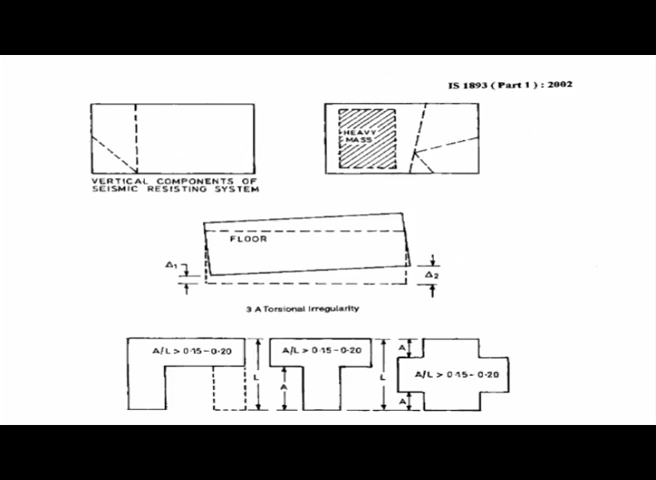 IS 1893 ( Part 1 ) : 2002
HEAVY
MASS
VERTICAL COMPONENTS OF
SEISMIC RESISTING SYSTEM
FLOOR
Δ1
Δ2
3 A Torsional Irregularity
A/L > 0·15-0·20
L
A/L > 0·15-0·20
A
L
A
A/L > 0·15-0·20
A